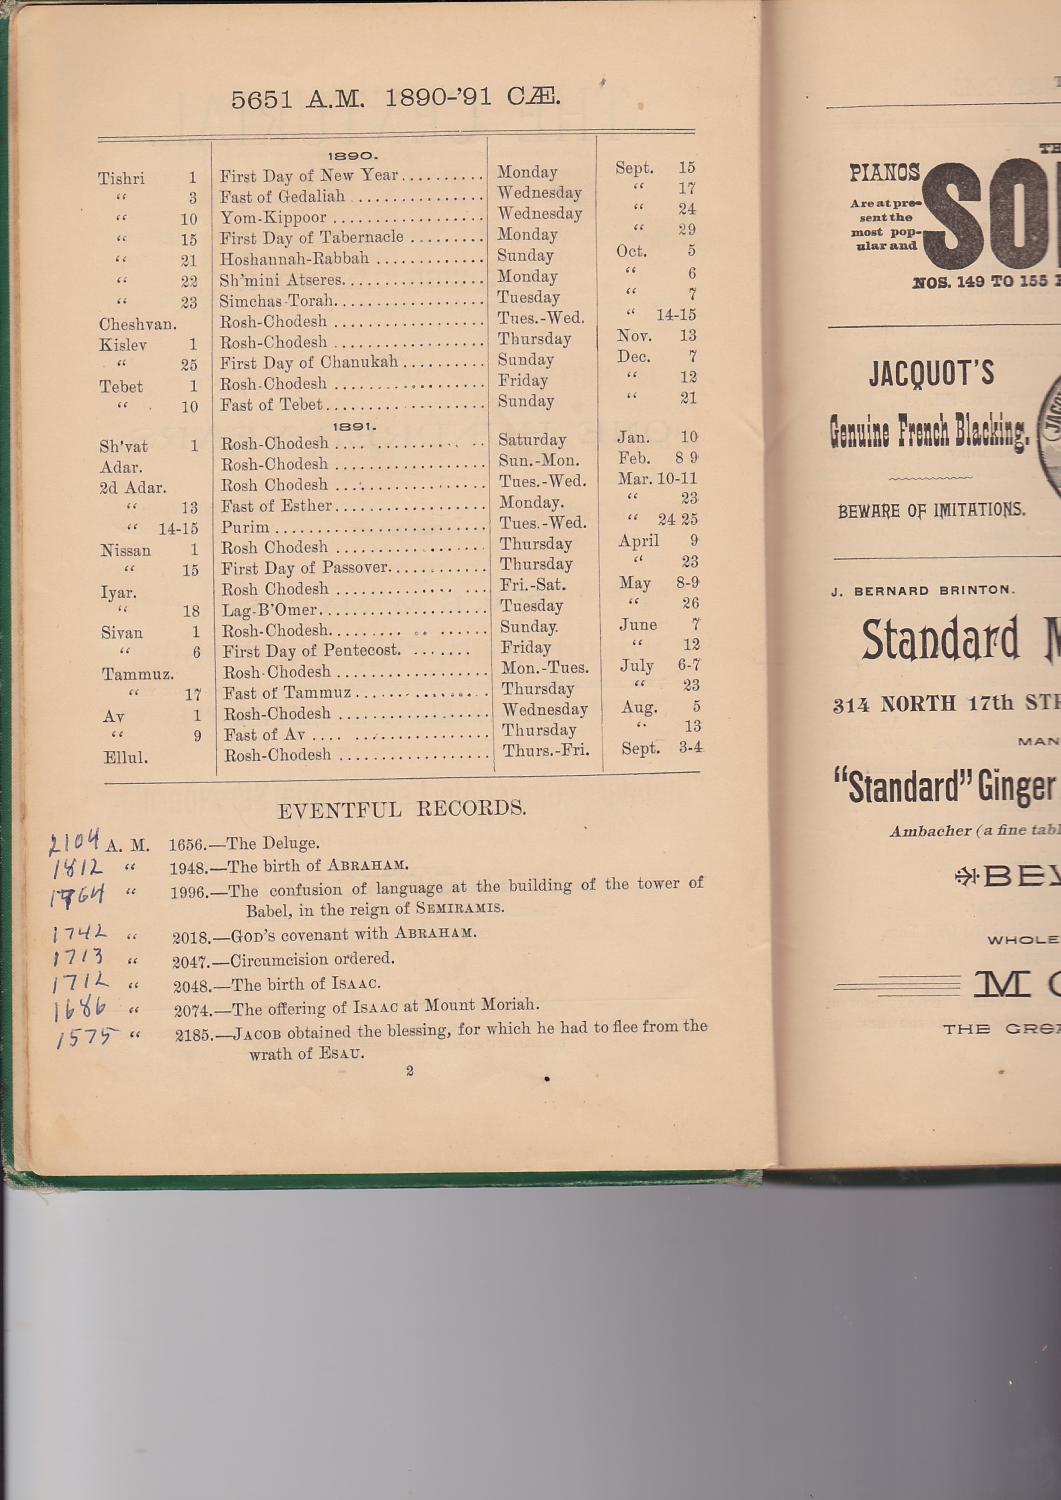 5651 A.M. 1890-'91 CÆ.
1890.
Tishri 1 First Day of New Year.......... Monday Sept. 15
“ 3 Fast of Gedaliah ............... Wednesday “ 17
“ 10 Yom-Kippoor .................. Wednesday “ 24
“ 15 First Day of Tabernacle ......... Monday “ 29
“ 21 Hoshannah-Rabbah ............. Sunday Oct. 5
“ 22 Sh'mini Atseres.................. Monday “ 6
“ 23 Simchas-Torah.................. Tuesday “ 7
Cheshvan. Rosh-Chodesh .................. Tues.-Wed. “ 14-15
Kislev 1 Rosh-Chodesh .................. Thursday Nov. 13
“ 25 First Day of Chanukah.......... Sunday Dec. 7
Tebet 1 Rosh-Chodesh .................. Friday “ 12
“ 10 Fast of Tebet................... Sunday “ 21
1891.
Sh'vat 1 Rosh-Chodesh .................. Saturday Jan. 10
Adar. Rosh-Chodesh .................. Sun.-Mon. Feb. 8 9
2d Adar. Rosh Chodesh .................. Tues.-Wed. Mar. 10-11
“ 13 Fast of Esther.................. Monday. “ 23
“ 14-15 Purim ......................... Tues.-Wed. “ 24 25
Nissan 1 Rosh Chodesh .................. Thursday April 9
“ 15 First Day of Passover............ Thursday “ 23
Iyar. Rosh Chodesh .................. Fri.-Sat. May 8-9
“ 18 Lag-B'Omer.................... Tuesday “ 26
Sivan 1 Rosh-Chodesh................... Sunday. June 7
“ 6 First Day of Pentecost. ....... Friday “ 12
Tammuz. Rosh-Chodesh .................. Mon.-Tues. July 6-7
“ 17 Fast of Tammuz................ Thursday “ 23
Av 1 Rosh-Chodesh .................. Wednesday Aug. 5
“ 9 Fast of Av .................... Thursday “ 13
Ellul. Rosh-Chodesh .................. Thurs.-Fri. Sept. 3-4
EVENTFUL RECORDS.
2104 A. M. 1656.—The Deluge.
1812 “ 1948.—The birth of ABRAHAM.
1764 “ 1996.—The confusion of language at the building of the tower of
Babel, in the reign of SEMIRAMIS.
1742 “ 2018.—GOD's covenant with ABRAHAM.
1713 “ 2047.—Circumcision ordered.
1712 “ 2048.—The birth of ISAAC.
1686 “ 2074.—The offering of ISAAC at Mount Moriah.
1575 “ 2185.—JACOB obtained the blessing, for which he had to flee from the
wrath of ESAU.
2
TH
PIANOS
Are at pre-
sent the
most pop-
ular and
SO
NOS. 149 TO 155
JACQUOT'S
Genuine French Blacking.
BEWARE OF IMITATIONS.
J. BERNARD BRINTON.
Standard
314 NORTH 17th ST
MAN
“Standard” Ginger
Ambacher (a fine tabl
BE
WHOLE
M
THE GRE